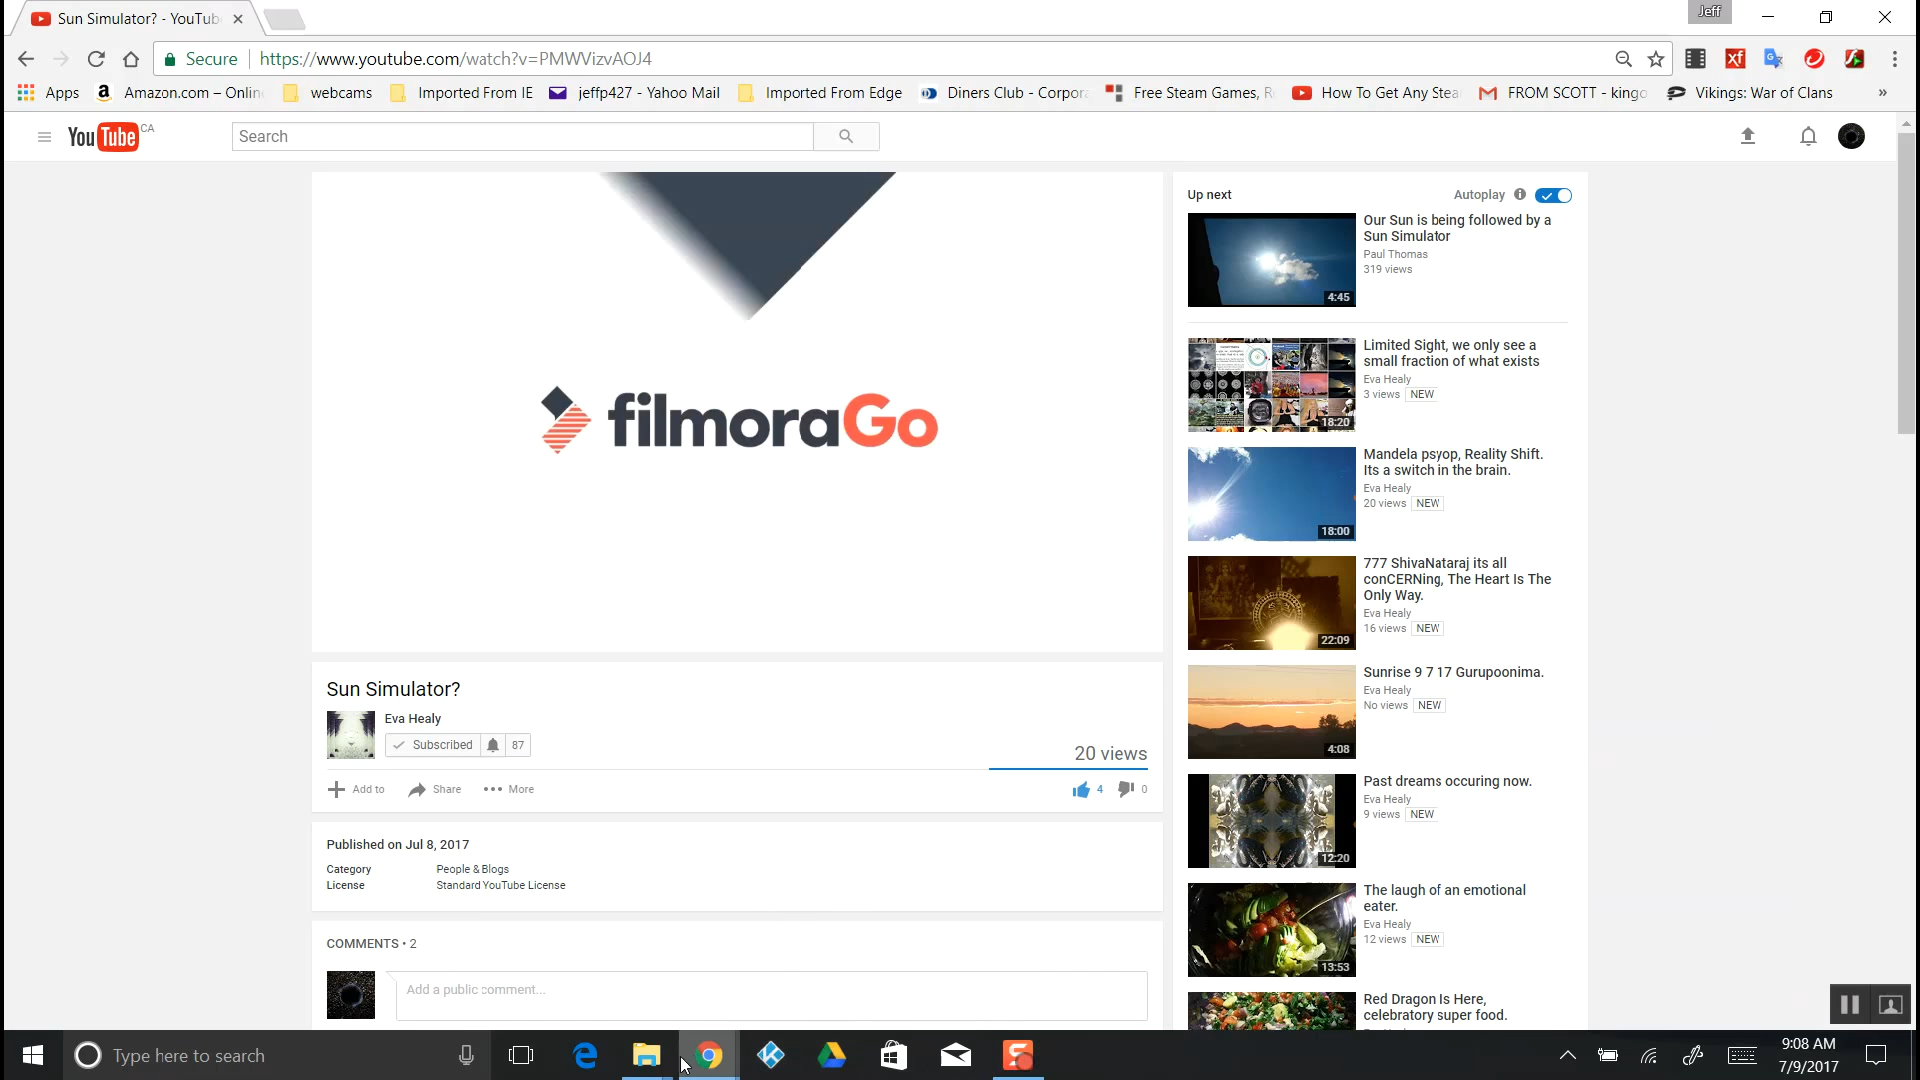 Sun Simulator? - YouTub
Jeff
Secure
https://www.youtube.com/watch?v=PMWVizvAOJ4
Apps
Amazon.com – Onlin
webcams
Imported From IE
jeffp427 - Yahoo Mail
Imported From Edge
Diners Club - Corpora
Free Steam Games, R
How To Get Any Stea
FROM SCOTT - kingo
Vikings: War of Clans
YouTube CA
Search
filmoraGo
Sun Simulator?
Eva Healy
Subscribed 87
20 views
Add to
Share
More
4
0
Published on Jul 8, 2017
Category People & Blogs
License Standard YouTube License
COMMENTS • 2
Add a public comment...
Up next
Autoplay
Our Sun is being followed by a
Sun Simulator
Paul Thomas
319 views
4:45
Limited Sight, we only see a
small fraction of what exists
Eva Healy
3 views NEW
18:20
Mandela psyop, Reality Shift.
Its a switch in the brain.
Eva Healy
20 views NEW
18:00
777 ShivaNataraj its all
conCERNing, The Heart Is The
Only Way.
Eva Healy
16 views NEW
22:09
Sunrise 9 7 17 Gurupoonima.
Eva Healy
No views NEW
4:08
Past dreams occuring now.
Eva Healy
9 views NEW
12:20
The laugh of an emotional
eater.
Eva Healy
12 views NEW
13:53
Red Dragon Is Here,
celebratory super food.
Type here to search
9:08 AM
7/9/2017